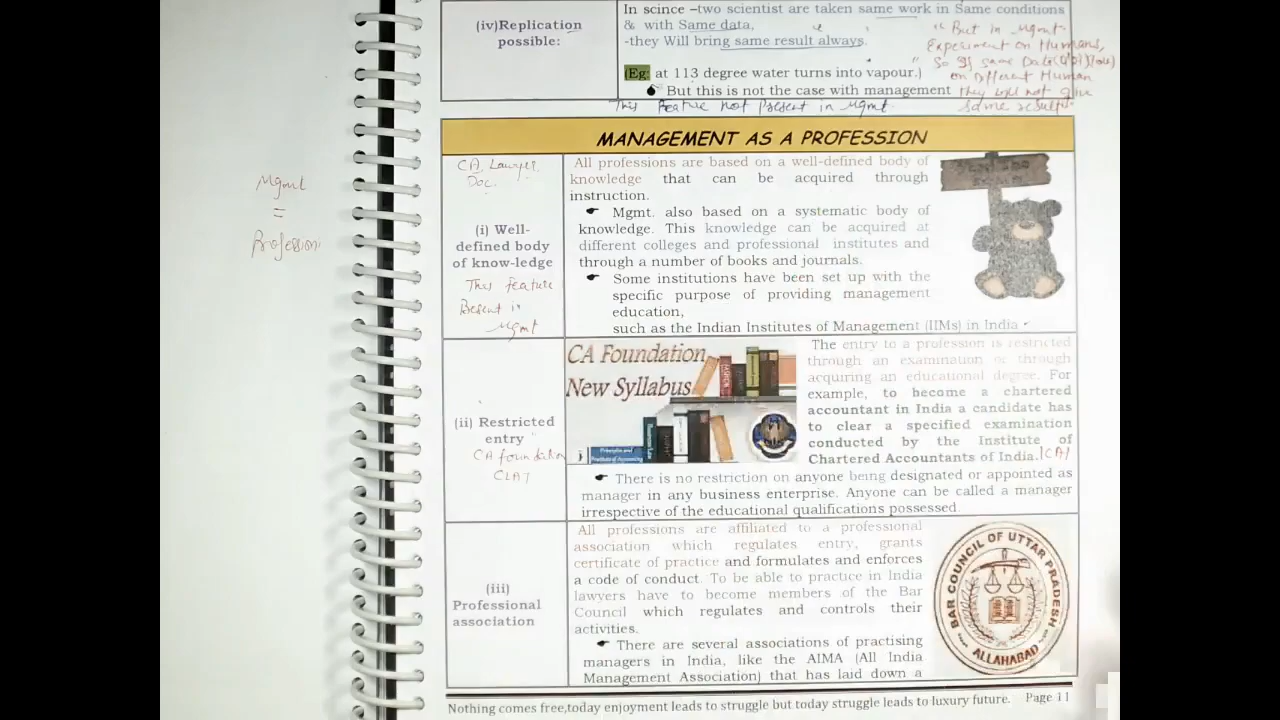 (iv)Replication
possible:
In scince –two scientist are taken same work in Same conditions
& with Same data,
-they Will bring same result always.
(Eg: at 113 degree water turns into vapour.)
But this is not the case with management
" But in Mgmt
Experiment on Humans,
So If same Data
on Different Human
they will not give
Same result"
This Feature not Present in Mgmt
MANAGEMENT AS A PROFESSION
Mgmt
=
Profession
CA, Lawyer,
Doc.
(i) Well-
defined body
of know-ledge
This feature
Present in
Mgmt
All professions are based on a well-defined body of
knowledge that can be acquired through
instruction.
Mgmt. also based on a systematic body of
knowledge. This knowledge can be acquired at
different colleges and professional institutes and
through a number of books and journals.
Some institutions have been set up with the
specific purpose of providing management
education,
such as the Indian Institutes of Management (IIMs) in India
(ii) Restricted
entry
CA foundation
CLAT
CA Foundation
New Syllabus
The entry to a profession is restricted
through an examination or through
acquiring an educational degree. For
example, to become a chartered
accountant in India a candidate has
to clear a specified examination
conducted by the Institute of
Chartered Accountants of India. ICAI
There is no restriction on anyone being designated or appointed as
manager in any business enterprise. Anyone can be called a manager
irrespective of the educational qualifications possessed.
(iii)
Professional
association
All professions are affiliated to a professional
association which regulates entry, grants
certificate of practice and formulates and enforces
a code of conduct. To be able to practice in India
lawyers have to become members of the Bar
Council which regulates and controls their
activities.
There are several associations of practising
managers in India, like the AIMA (All India
Management Association) that has laid down a
BAR COUNCIL OF UTTAR PRADESH
ALLAHABAD
Nothing comes free,today enjoyment leads to struggle but today struggle leads to luxury future. Page 11